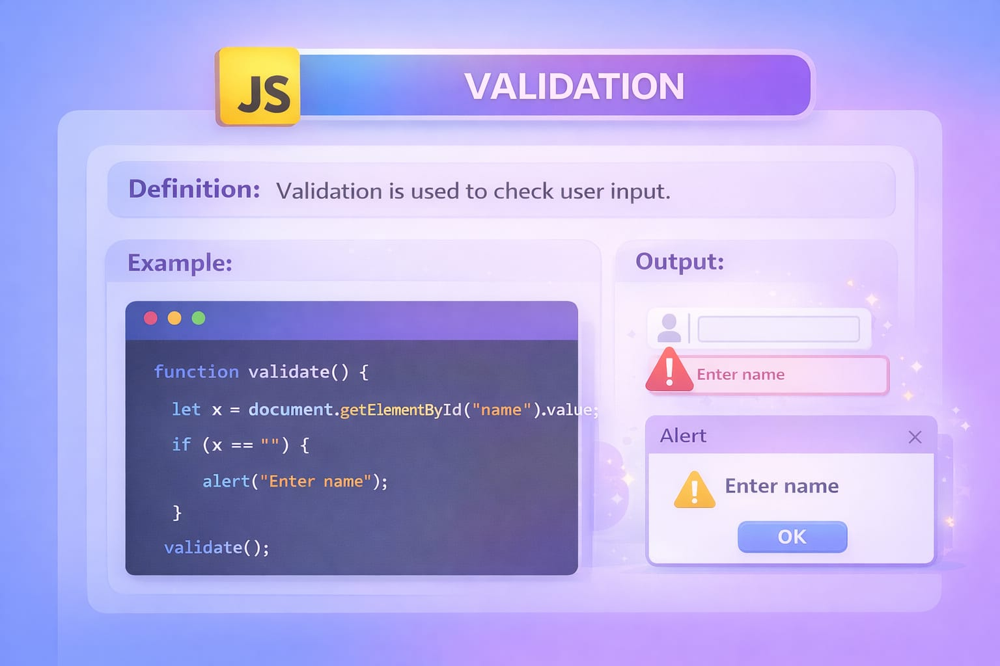 JS
VALIDATION
Definition: Validation is used to check user input.
Example:
function validate() {
let x = document.getElementById("name").value;
if (x == "") {
alert("Enter name");
}
validate();
Output:
Enter name
Alert
Enter name
OK